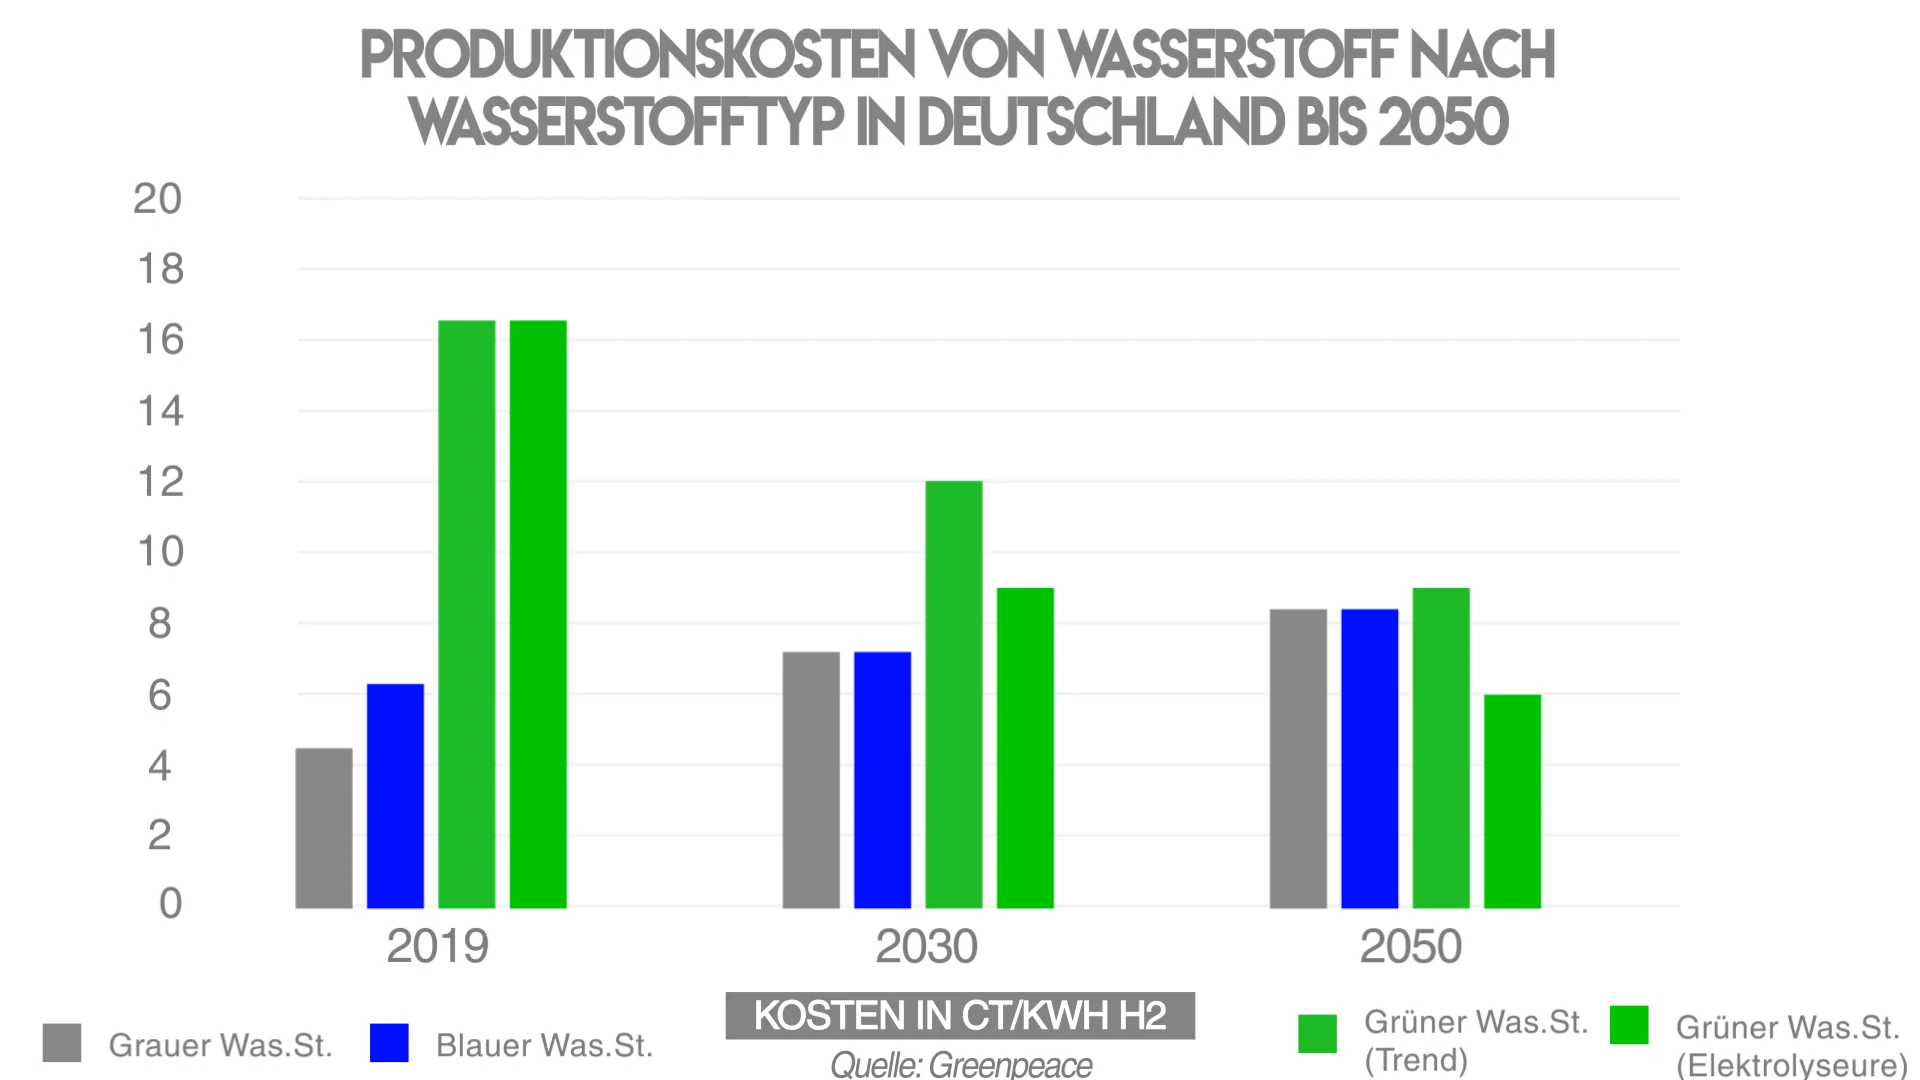 PRODUKTIONSKOSTEN VON WASSERSTOFF NACH
WASSERSTOFFTYP IN DEUTSCHLAND BIS 2050
20
18
16
14
12
10
8
6
4
2
0
2019
2030
2050
KOSTEN IN CT/KWH H2
Quelle: Greenpeace
Grauer Was.St.
Blauer Was.St.
Grüner Was.St.
(Trend)
Grüner Was.St.
(Elektrolyseure)